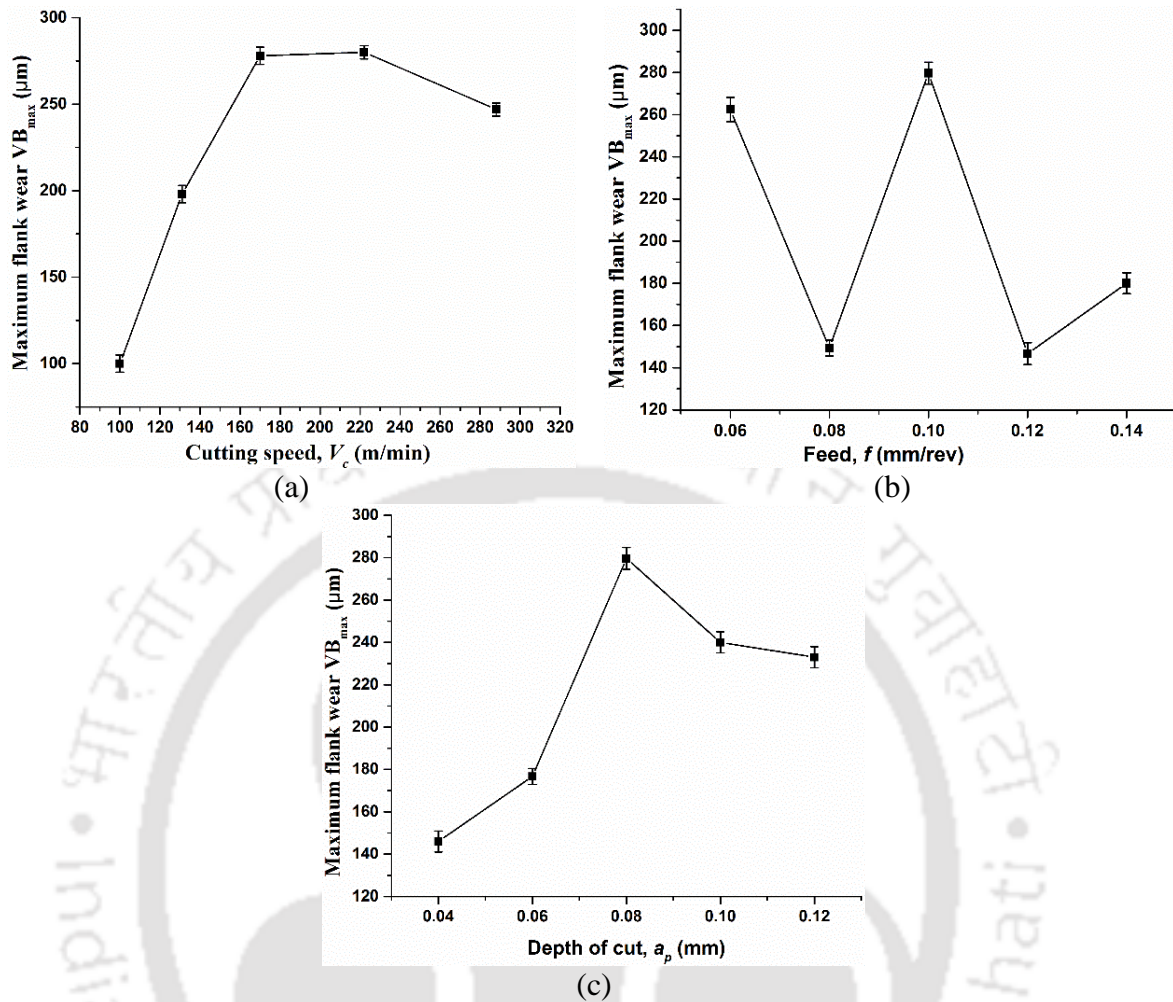 300
250
200
150
100
80 100 120 140 160 180 200 220 240 260 280 300 320
Maximum flank wear VBmax (μm)
Cutting speed, Vc (m/min)
(a)
300
280
260
240
220
200
180
160
140
120
0.06 0.08 0.10 0.12 0.14
Maximum flank wear VBmax (μm)
Feed, f (mm/rev)
(b)
300
280
260
240
220
200
180
160
140
120
0.04 0.06 0.08 0.10 0.12
Maximum flank wear VBmax (μm)
Depth of cut, ap (mm)
(c)
भारतीय
गुवाहाटी
hati